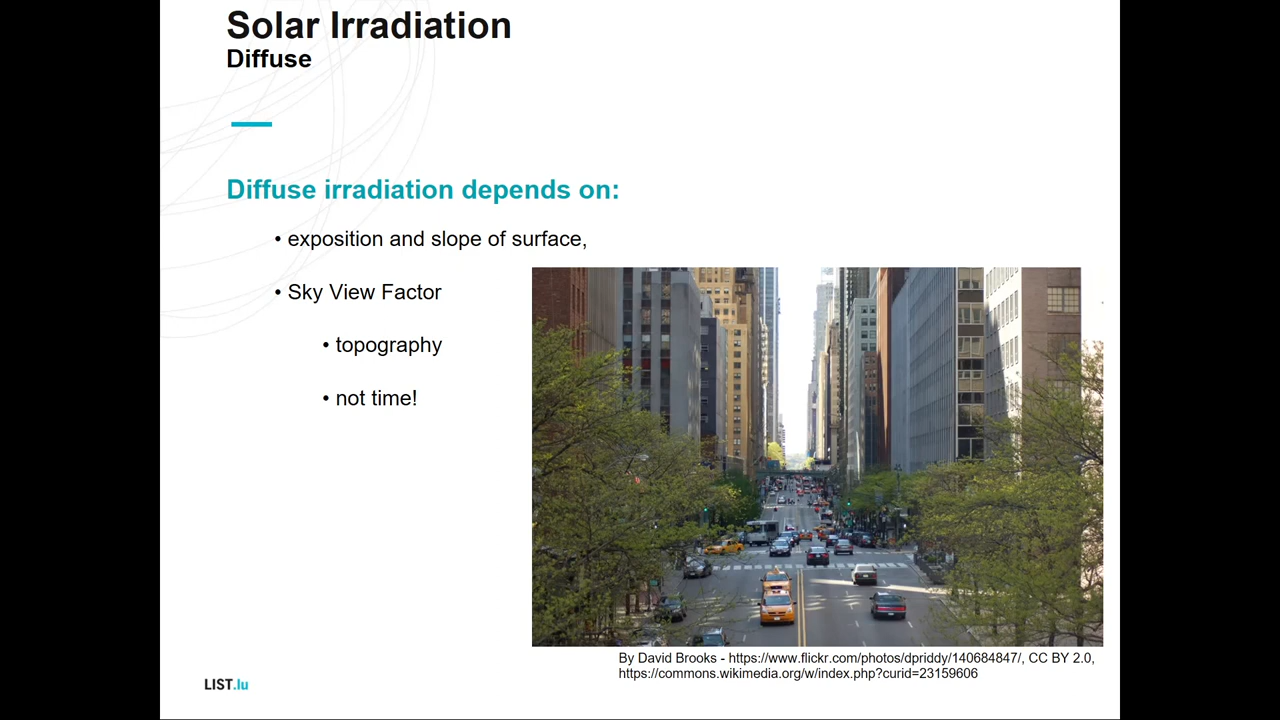 Solar Irradiation
Diffuse
Diffuse irradiation depends on:
• exposition and slope of surface,
• Sky View Factor
• topography
• not time!
By David Brooks - https://www.flickr.com/photos/dpriddy/140684847/, CC BY 2.0,
https://commons.wikimedia.org/w/index.php?curid=23159606
LIST.lu